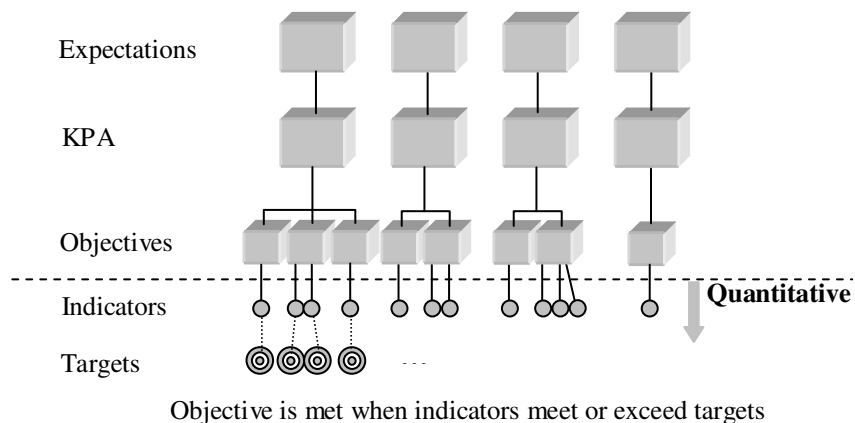 Expectations
KPA
Objectives
Indicators
Quantitative
Targets
- - -
Objective is met when indicators meet or exceed targets